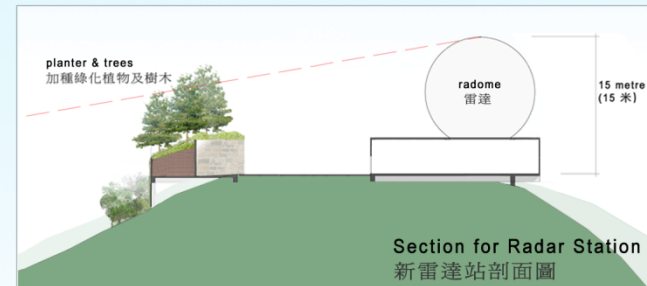 planter & trees
加種綠化植物及樹木
radome
雷達
15 metre
(15 米)
Section for Radar Station
新雷達站剖面圖